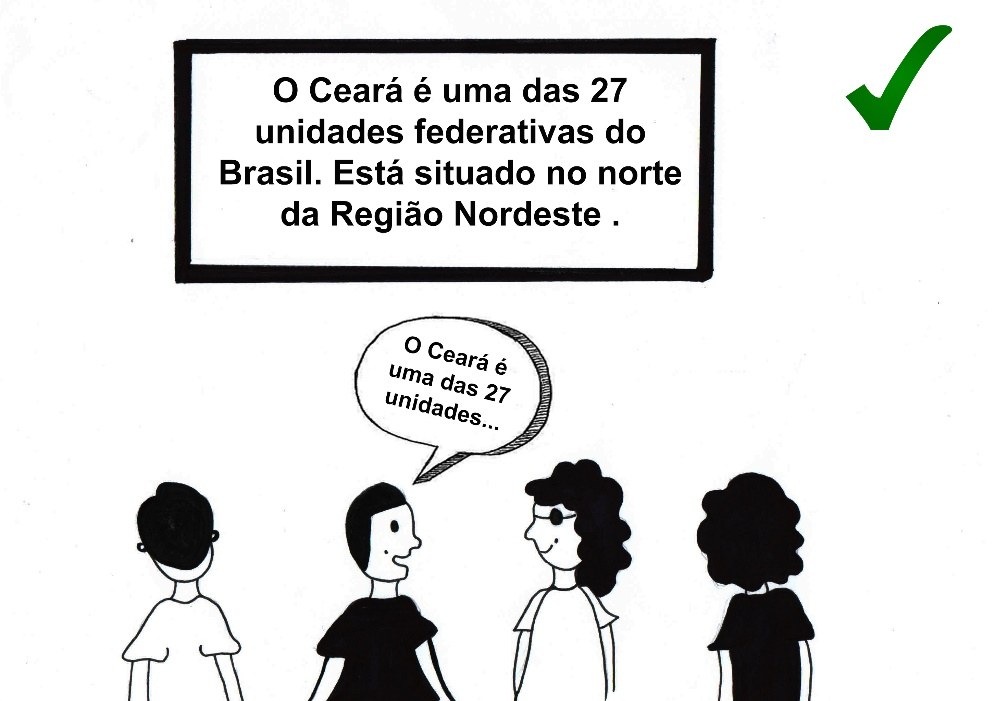 O Ceará é uma das 27
unidades federativas do
Brasil. Está situado no norte
da Região Nordeste .
O Ceará é
uma das 27
unidades...